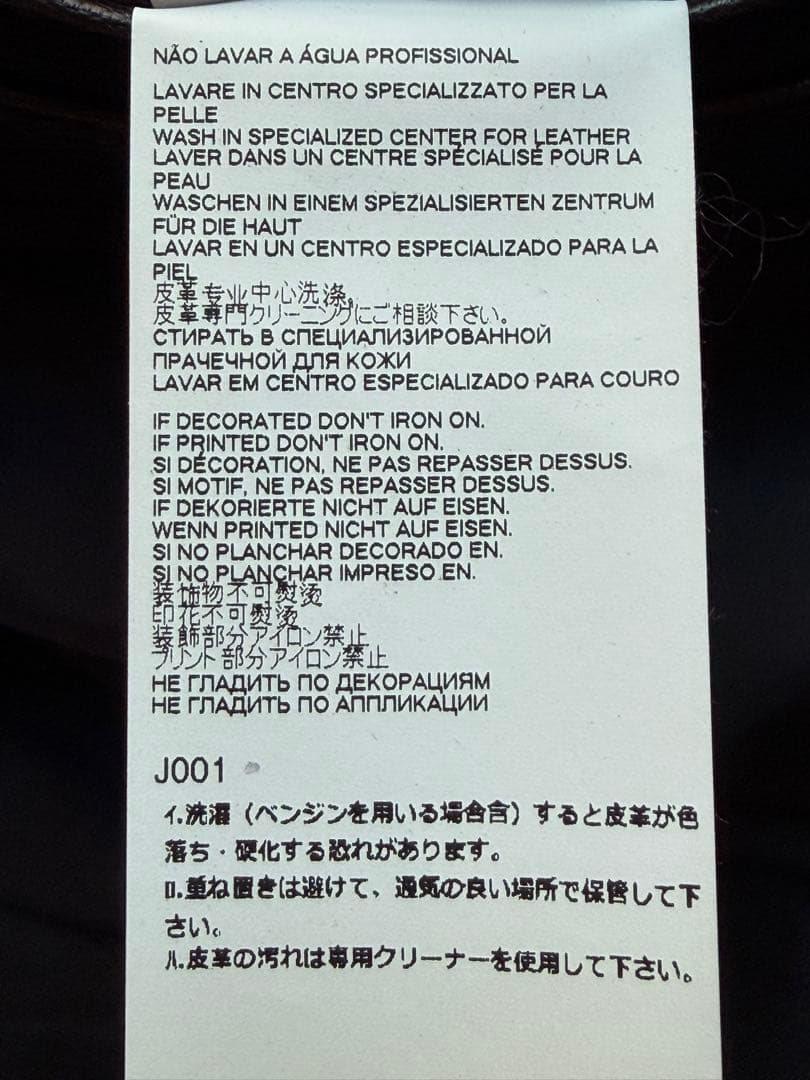 NÃO LAVAR A ÁGUA PROFISSIONAL
LAVARE IN CENTRO SPECIALIZZATO PER LA
PELLE
WASH IN SPECIALIZED CENTER FOR LEATHER
LAVER DANS UN CENTRE SPÉCIALISÉ POUR LA
PEAU
WASCHEN IN EINEM SPEZIALISIERTEN ZENTRUM
FÜR DIE HAUT
LAVAR EN UN CENTRO ESPECIALIZADO PARA LA
PIEL
皮革专业中心洗涤。
皮革専門クリーニングにご相談下さい。
СТИРАТЬ В СПЕЦИАЛИЗИРОВАННОЙ
ПРАЧЕЧНОЙ ДЛЯ КОЖИ
LAVAR EM CENTRO ESPECIALIZADO PARA COURO
IF DECORATED DON'T IRON ON.
IF PRINTED DON'T IRON ON.
SI DÉCORATION, NE PAS REPASSER DESSUS.
SI MOTIF, NE PAS REPASSER DESSUS.
IF DEKORIERTE NICHT AUF EISEN.
WENN PRINTED NICHT AUF EISEN.
SI NO PLANCHAR DECORADO EN.
SI NO PLANCHAR IMPRESO EN.
装饰物不可熨烫
印花不可熨烫
装飾部分アイロン禁止
プリント部分アイロン禁止
НЕ ГЛАДИТЬ ПО ДЕКОРАЦИЯМ
НЕ ГЛАДИТЬ ПО АППЛИКАЦИИ
J001
イ.洗濯（ベンジンを用いる場合含）すると皮革が色
落ち・硬化する恐れがあります。
ロ.重ね置きは避けて、通気の良い場所で保管して下
さい。
ハ.皮革の汚れは専用クリーナーを使用して下さい。